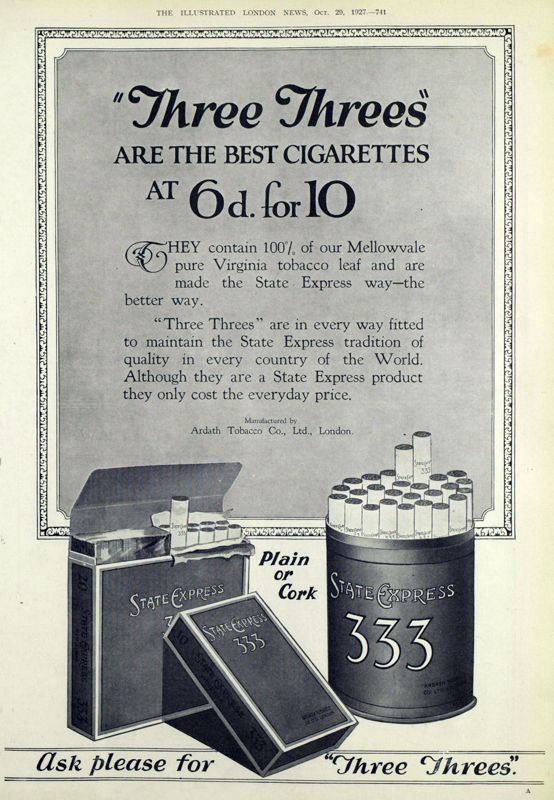 THE ILLUSTRATED LONDON NEWS, Oct. 29, 1927.—741
"Three Threes"
ARE THE BEST CIGARETTES
AT 6d. for 10
THEY contain 100% of our Mellowvale
pure Virginia tobacco leaf and are
made the State Express way—the
better way.
"Three Threes" are in every way fitted
to maintain the State Express tradition of
quality in every country of the World.
Although they are a State Express product
they only cost the everyday price.
Manufactured by
Ardath Tobacco Co., Ltd., London.
Plain
or
Cork
STATE EXPRESS
STATE EXPRESS
333
STATE EXPRESS
333
333
Ask please for "Three Threes".
A